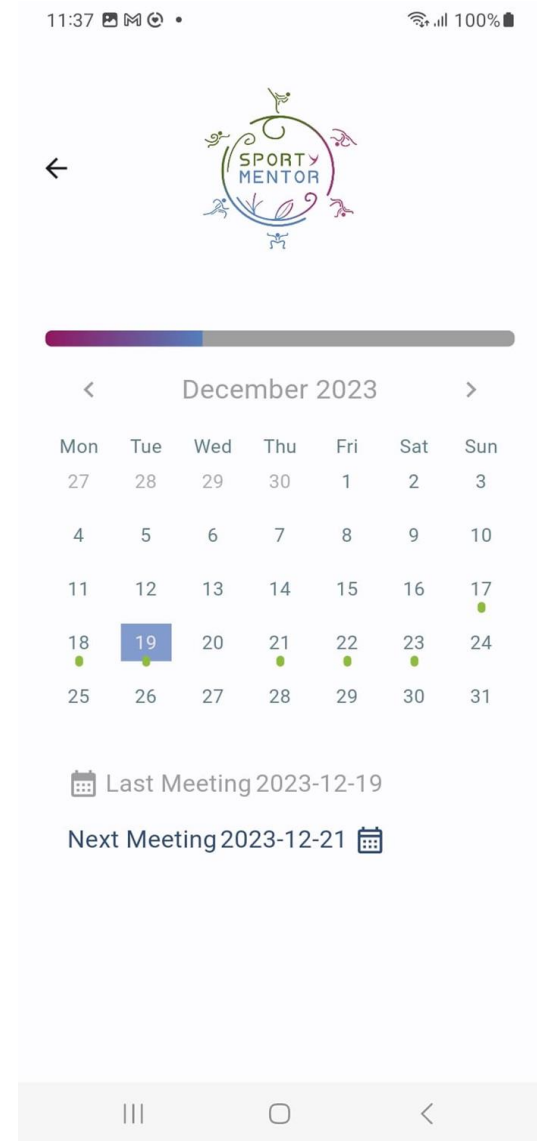 11:37 100%
SPORTY
MENTOR
December 2023
Mon Tue Wed Thu Fri Sat Sun
27 28 29 30 1 2 3
4 5 6 7 8 9 10
11 12 13 14 15 16 17
18 19 20 21 22 23 24
25 26 27 28 29 30 31
Last Meeting 2023-12-19
Next Meeting 2023-12-21